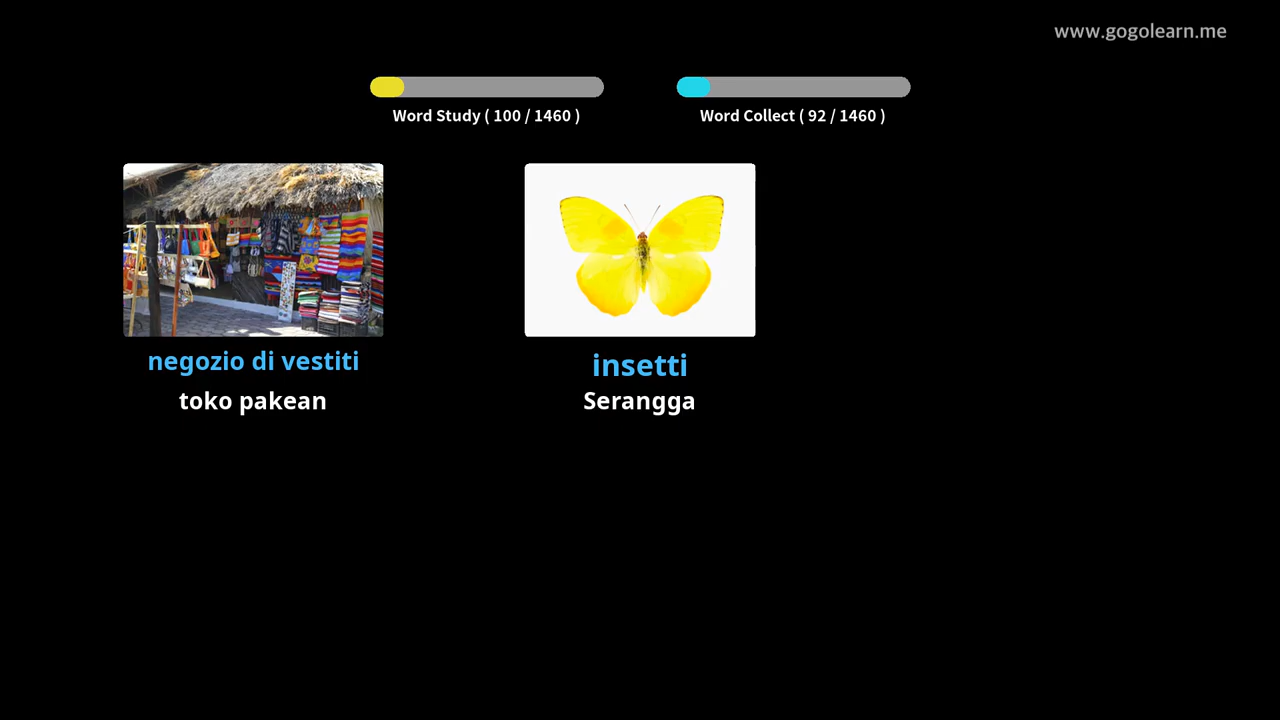 www.gogolearn.me
Word Study ( 100 / 1460 )
Word Collect ( 92 / 1460 )
negozio di vestiti
toko pakean
insetti
Serangga